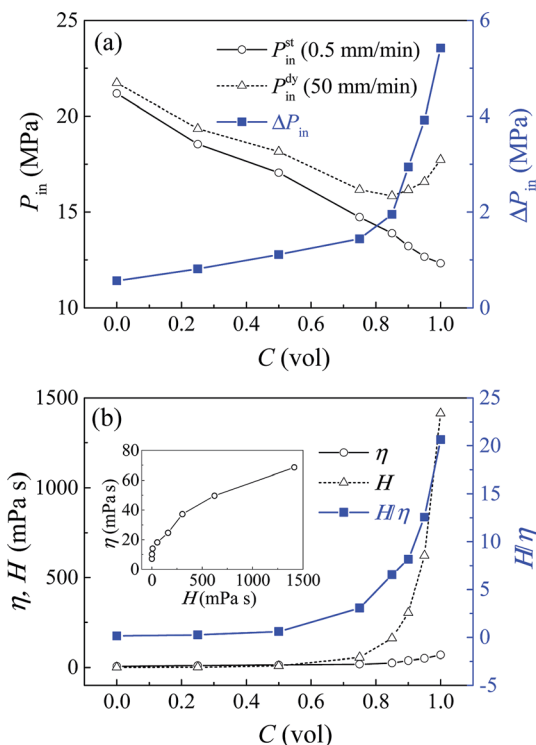 (a)
P_in^st (0.5 mm/min)
P_in^dy (50 mm/min)
ΔP_in
25
20
15
10
P_in (MPa)
6
4
2
0
ΔP_in (MPa)
0.0 0.2 0.4 0.6 0.8 1.0
C (vol)
(b)
η
H
H/η
1500
1000
500
0
η, H (mPa s)
25
20
15
10
5
0
-5
H/η
80
60
40
20
0
η (mPa s)
0 500 1000 1500
H (mPa s)
0.0 0.2 0.4 0.6 0.8 1.0
C (vol)